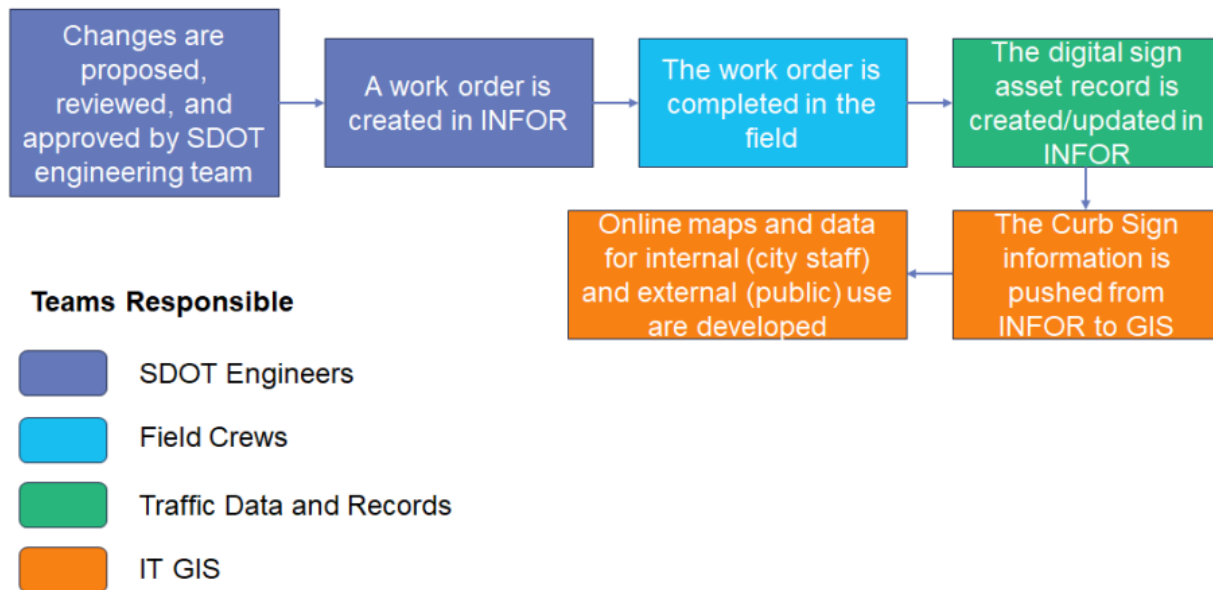 Changes are
proposed,
reviewed, and
approved by SDOT
engineering team
A work order is
created in INFOR
The work order is
completed in the
field
The digital sign
asset record is
created/updated in
INFOR
The Curb Sign
information is
pushed from
INFOR to GIS
Online maps and data
for internal (city staff)
and external (public) use
are developed
Teams Responsible
SDOT Engineers
Field Crews
Traffic Data and Records
IT GIS